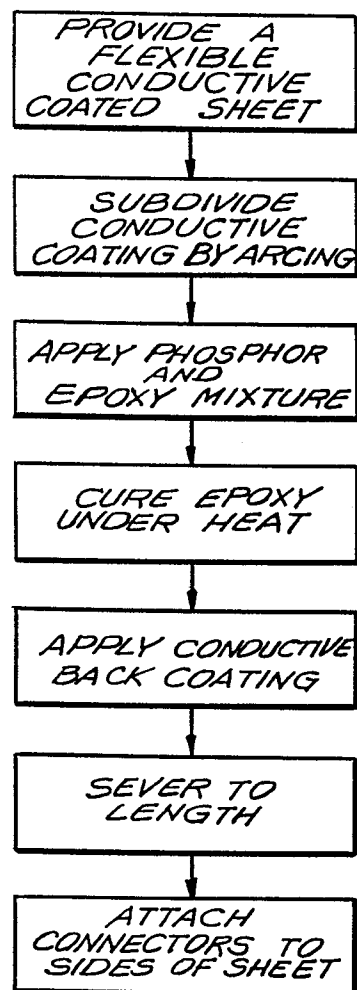 PROVIDE A
FLEXIBLE
CONDUCTIVE
COATED SHEET
SUBDIVIDE
CONDUCTIVE
COATING BY ARCING
APPLY PHOSPHOR
AND
EPOXY MIXTURE
CURE EPOXY
UNDER HEAT
APPLY CONDUCTIVE
BACK COATING
SEVER TO
LENGTH
ATTACH
CONNECTORS TO
SIDES OF SHEET